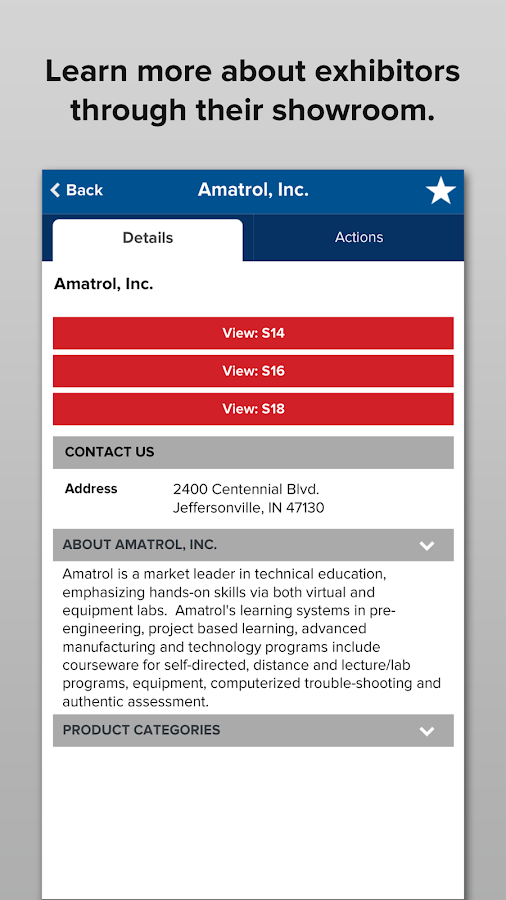 Learn more about exhibitors
through their showroom.
Back
Amatrol, Inc.
Details
Actions
Amatrol, Inc.
View: S14
View: S16
View: S18
CONTACT US
Address
2400 Centennial Blvd.
Jeffersonville, IN 47130
ABOUT AMATROL, INC.
Amatrol is a market leader in technical education,
emphasizing hands-on skills via both virtual and
equipment labs.  Amatrol's learning systems in pre-
engineering, project based learning, advanced
manufacturing and technology programs include
courseware for self-directed, distance and lecture/lab
programs, equipment, computerized trouble-shooting and
authentic assessment.
PRODUCT CATEGORIES